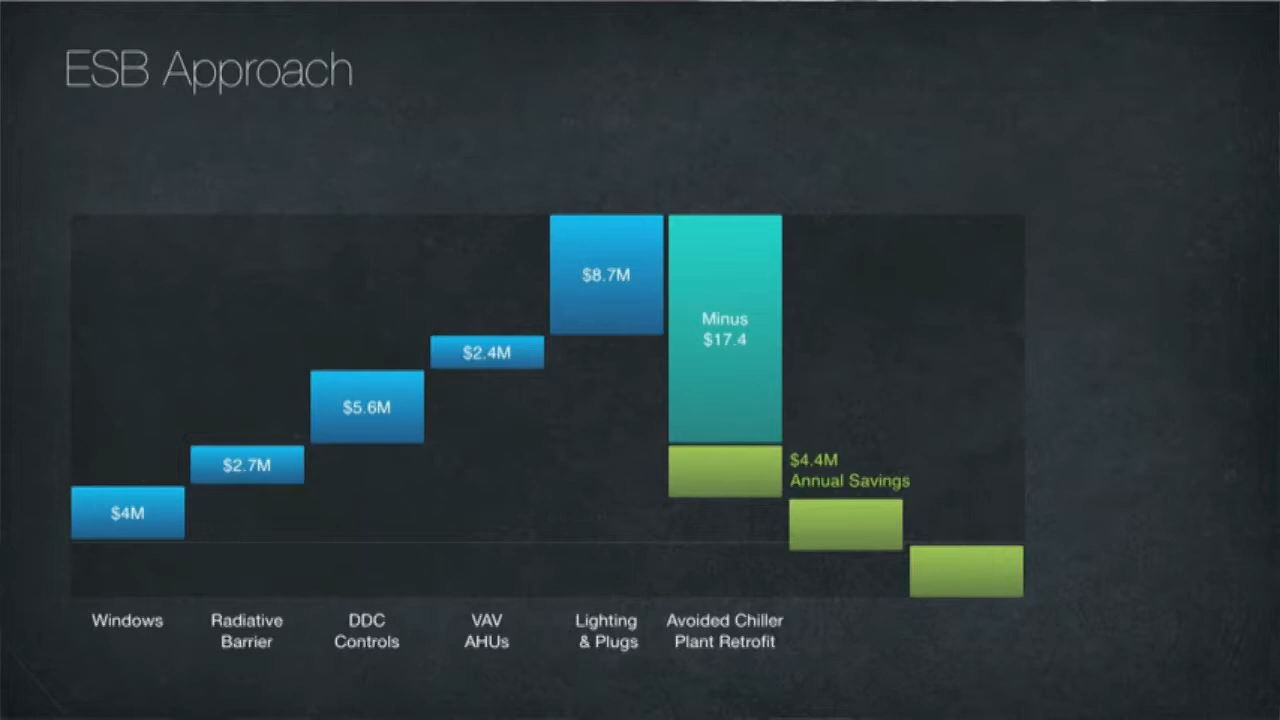 ESB Approach
$8.7M
Minus
$17.4
$2.4M
$5.6M
$2.7M
$4M
$4.4M
Annual Savings
Windows
Radiative
Barrier
DDC
Controls
VAV
AHUs
Lighting
& Plugs
Avoided Chiller
Plant Retrofit